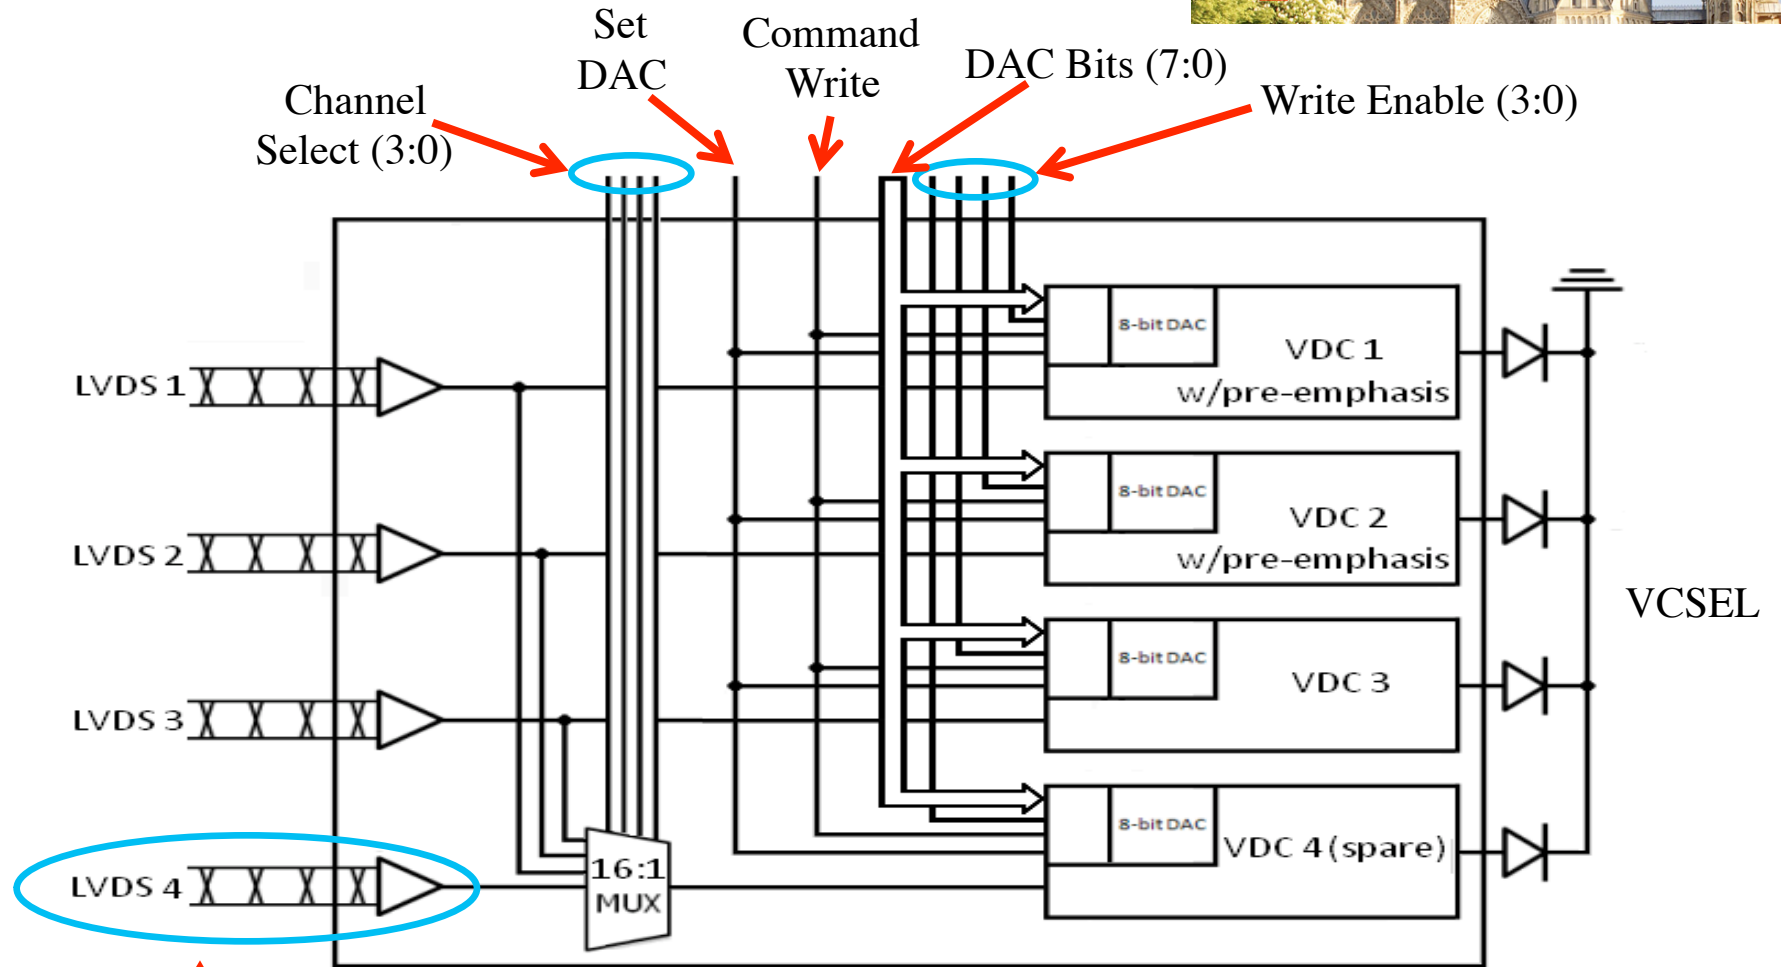 Set
DAC
Command
Write
DAC Bits (7:0)
Channel
Select (3:0)
Write Enable (3:0)
8-bit DAC
VDC 1
w/pre-emphasis
LVDS 1
8-bit DAC
VDC 2
w/pre-emphasis
LVDS 2
VCSEL
8-bit DAC
VDC 3
LVDS 3
8-bit DAC
VDC 4 (spare)
LVDS 4
16:1
MUX